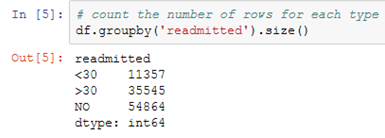 In [5]: # count the number of rows for each type
df.groupby('readmitted').size()
Out[5]: readmitted
<30    11357
>30    35545
NO     54864
dtype: int64